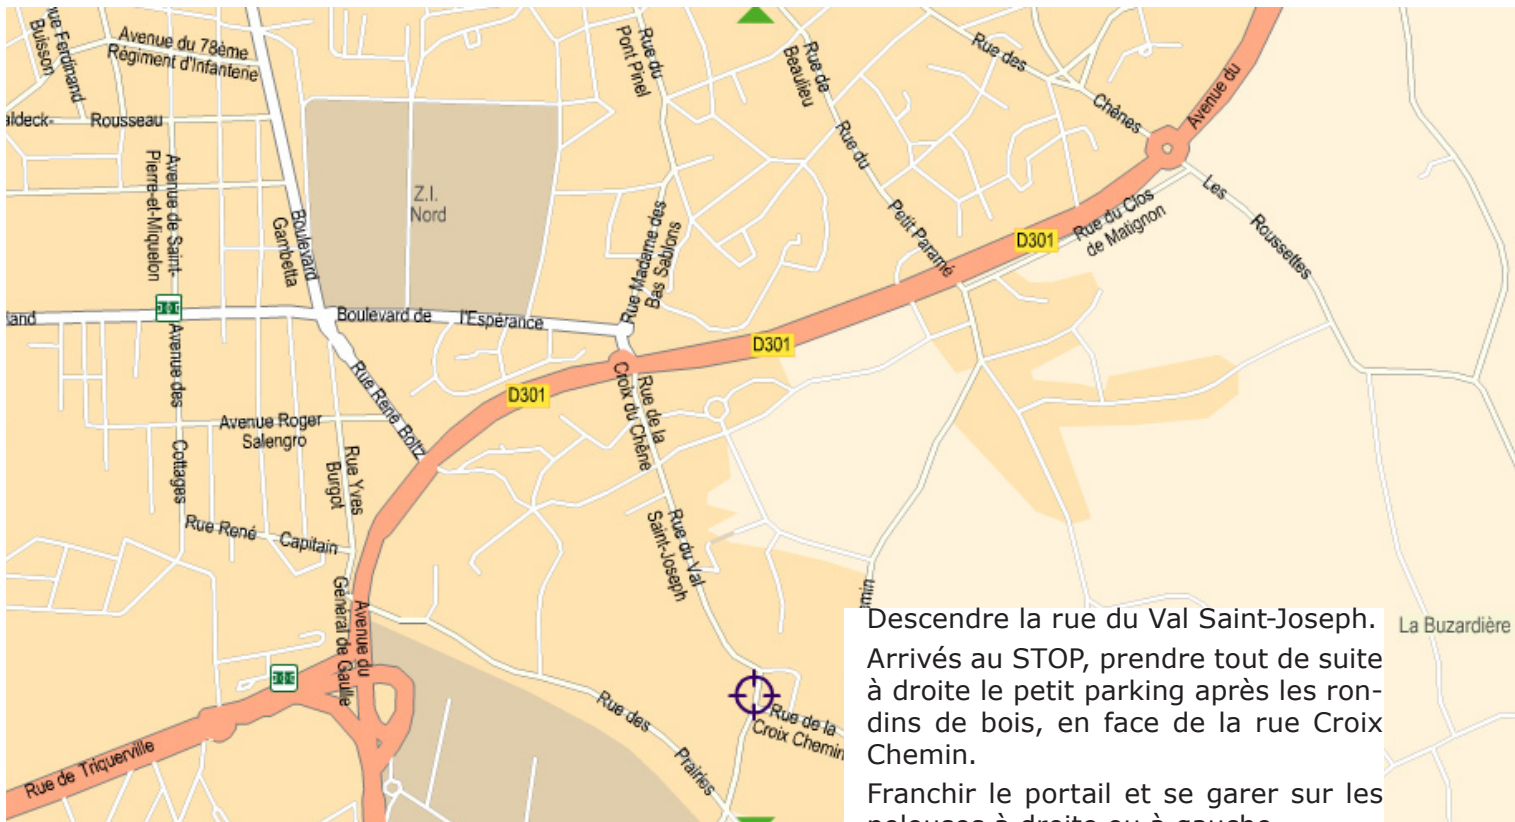 rue Ferdinand
Buisson
Avenue du 78ème
Régiment d'Infanterie
aldeck-
Rousseau
Avenue de Saint-
Pierre-et-Miquelon
Boulevard
Gambetta
Z.I.
Nord
Rue du
Pont Pinel
Rue de
Beaulieu
Rue des
Chênes
Avenue du
Rue du
Petit Paramé
Rue Madame des
Bas Sablons
D301
Rue du Clos
de Matignon
Les
Roussettes
land
Boulevard de
l'Espérance
D301
D301
Avenue des
Cottages
Rue René Boltz
Croix du Chêne
Rue de la
Avenue Roger
Salengro
Rue Yves
Burgot
Rue René
Capitain
Rue du Val
Saint-Joseph
Avenue du
Général de Gaulle
emin
La Buzardière
Rue de Triquerville
Rue des
Prairies
Rue de la
Croix Chemin
Descendre la rue du Val Saint-Joseph.
Arrivés au STOP, prendre tout de suite
à droite le petit parking après les ron-
dins de bois, en face de la rue Croix
Chemin.
Franchir le portail et se garer sur les
pelouses à droite ou à gauche